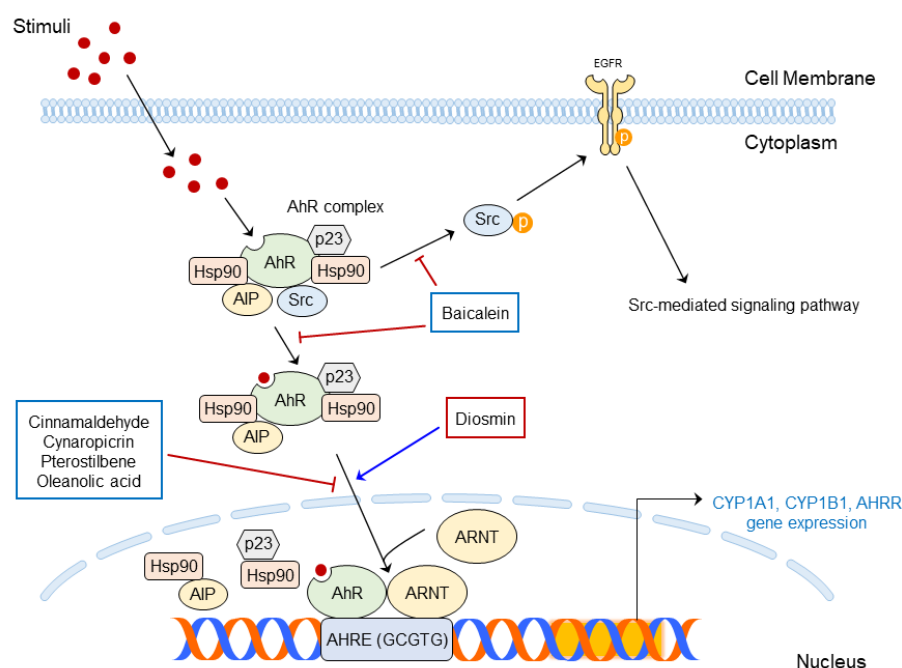 Stimuli
EGFR
Cell Membrane
Cytoplasm
p
AhR complex
Src
p
p23
Hsp90
AhR
Hsp90
AIP
Src
Baicalein
Src-mediated signaling pathway
p23
Hsp90
AhR
Hsp90
AIP
Diosmin
Cinnamaldehyde
Cynaropicrin
Pterostilbene
Oleanolic acid
CYP1A1, CYP1B1, AHRR
gene expression
ARNT
p23
Hsp90
Hsp90
AIP
AhR
ARNT
AHRE (GCGTG)
Nucleus